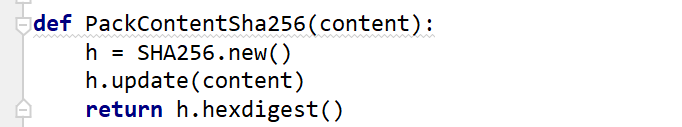 def PackContentSha256(content):
    h = SHA256.new()
    h.update(content)
    return h.hexdigest()